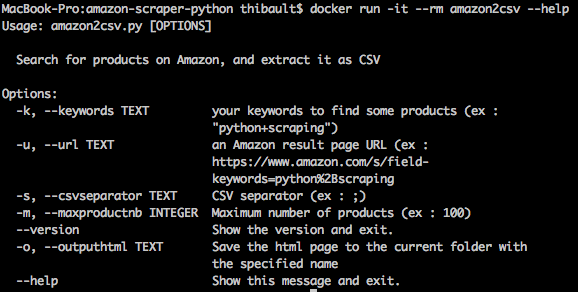 MacBook-Pro:amazon-scraper-python thibault$ docker run -it --rm amazon2csv --help
Usage: amazon2csv.py [OPTIONS]

  Search for products on Amazon, and extract it as CSV

Options:
  -k, --keywords TEXT         your keywords to find some products (ex :
                              "python+scraping")
  -u, --url TEXT              an Amazon result page URL (ex :
                              https://www.amazon.com/s/field-
                              keywords=python%2Bscraping
  -s, --csvseparator TEXT     CSV separator (ex : ;)
  -m, --maxproductnb INTEGER  Maximum number of products (ex : 100)
  --version                   Show the version and exit.
  -o, --outputhtml TEXT       Save the html page to the current folder with
                              the specified name
  --help                      Show this message and exit.